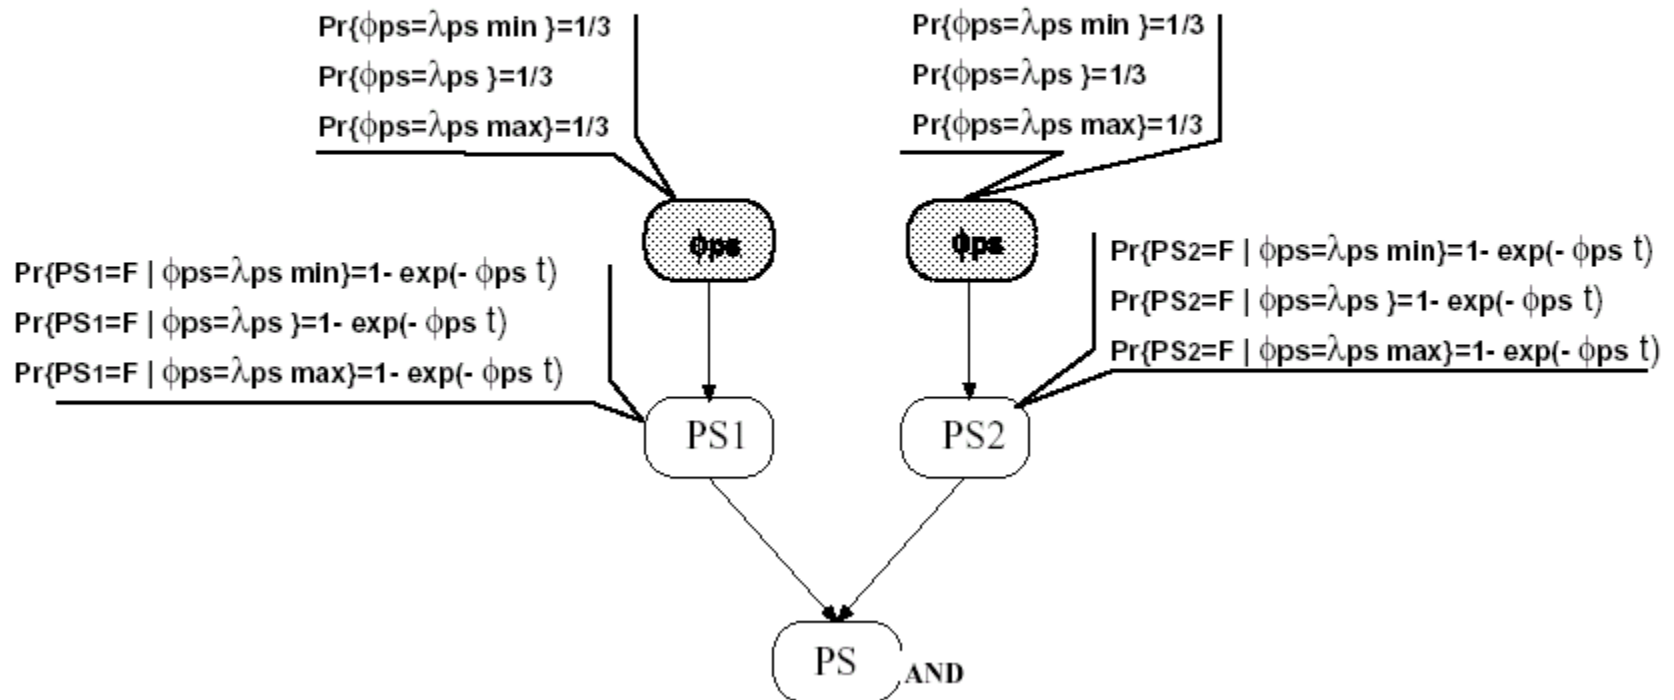 Pr{ϕps=λps min }=1/3
Pr{ϕps=λps }=1/3
Pr{ϕps=λps max}=1/3
Pr{ϕps=λps min }=1/3
Pr{ϕps=λps }=1/3
Pr{ϕps=λps max}=1/3
ϕps
ϕps
Pr{PS1=F | ϕps=λps min}=1- exp(- ϕps t)
Pr{PS1=F | ϕps=λps }=1- exp(- ϕps t)
Pr{PS1=F | ϕps=λps max}=1- exp(- ϕps t)
Pr{PS2=F | ϕps=λps min}=1- exp(- ϕps t)
Pr{PS2=F | ϕps=λps }=1- exp(- ϕps t)
Pr{PS2=F | ϕps=λps max}=1- exp(- ϕps t)
PS1
PS2
PS
AND